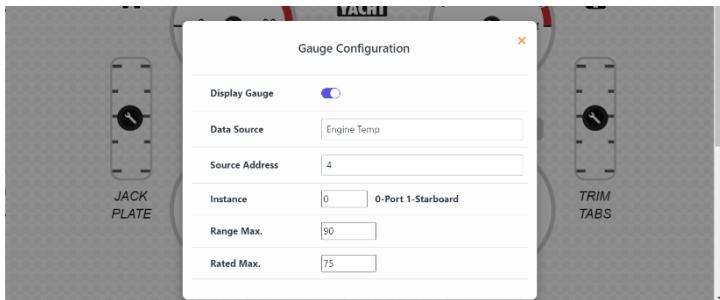 YACHT
Gauge Configuration
×
Display Gauge
Data Source Engine Temp
Source Address 4
Instance 0 0-Port 1-Starboard
Range Max. 90
Rated Max. 75
JACK
PLATE
TRIM
TABS